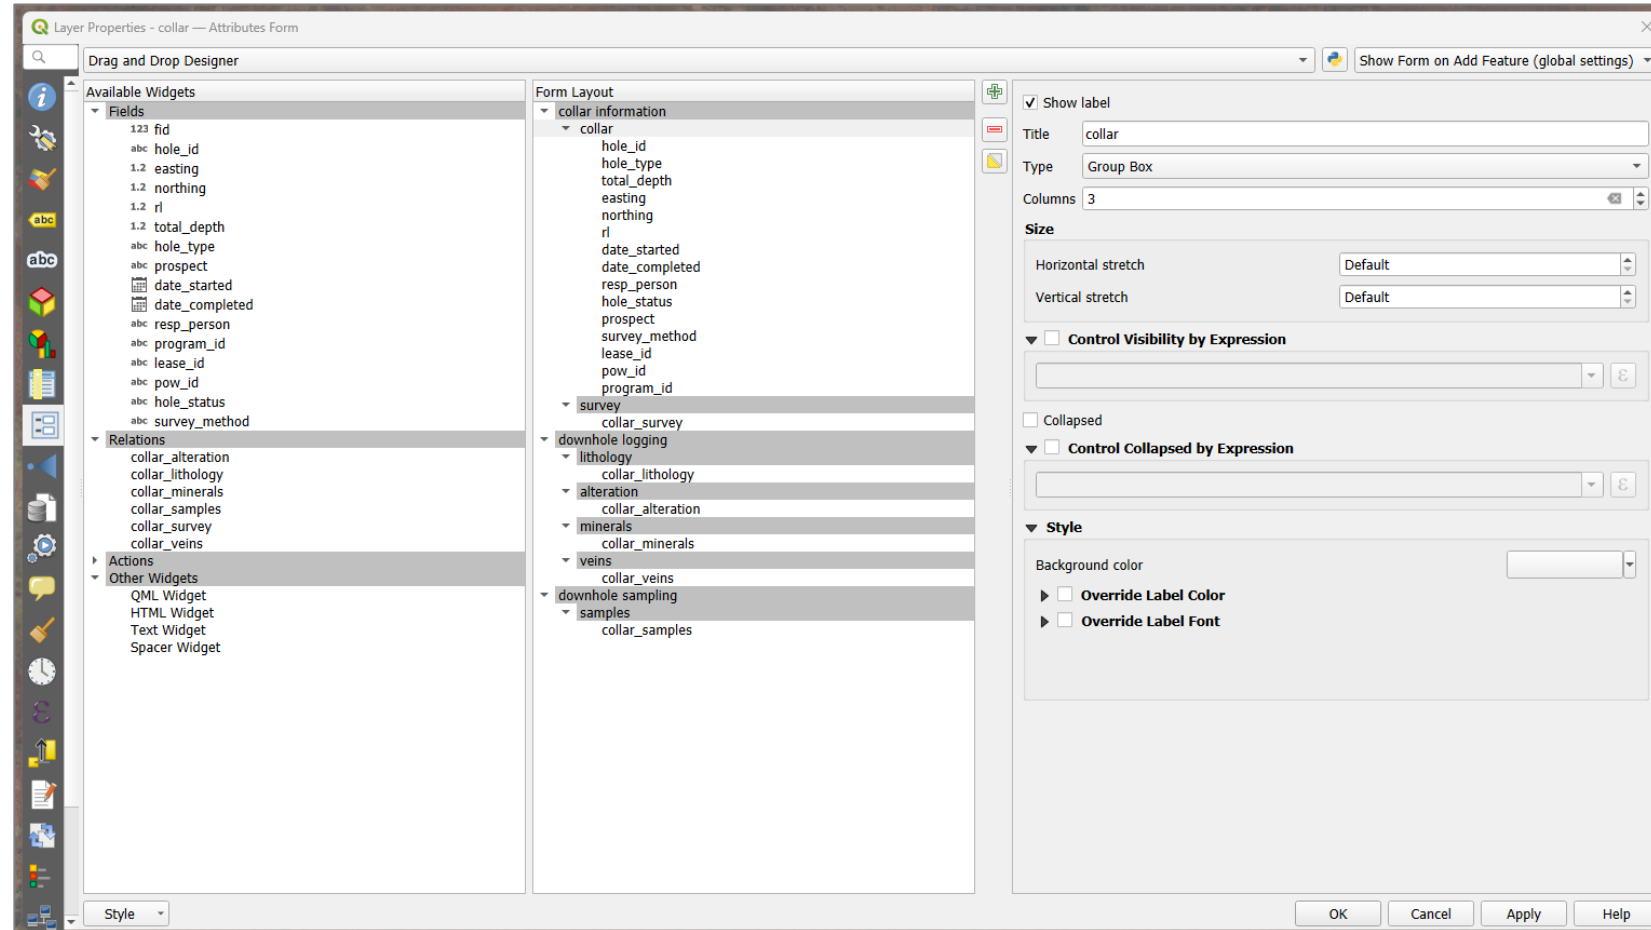 Layer Properties - collar — Attributes Form
Drag and Drop Designer
Show Form on Add Feature (global settings)
Available Widgets
Fields
123 fid
abc hole_id
1.2 easting
1.2 northing
1.2 rl
1.2 total_depth
abc hole_type
abc prospect
date_started
date_completed
abc resp_person
abc program_id
abc lease_id
abc pow_id
abc hole_status
abc survey_method
Relations
collar_alteration
collar_lithology
collar_minerals
collar_samples
collar_survey
collar_veins
Actions
Other Widgets
QML Widget
HTML Widget
Text Widget
Spacer Widget
Form Layout
collar information
collar
hole_id
hole_type
total_depth
easting
northing
rl
date_started
date_completed
resp_person
hole_status
prospect
survey_method
lease_id
pow_id
program_id
survey
collar_survey
downhole logging
lithology
collar_lithology
alteration
collar_alteration
minerals
collar_minerals
veins
collar_veins
downhole sampling
samples
collar_samples
Show label
Title collar
Type Group Box
Columns 3
Size
Horizontal stretch Default
Vertical stretch Default
Control Visibility by Expression
ε
Collapsed
Control Collapsed by Expression
ε
Style
Background color
Override Label Color
Override Label Font
abc
abc
ε
Style
OK Cancel Apply Help